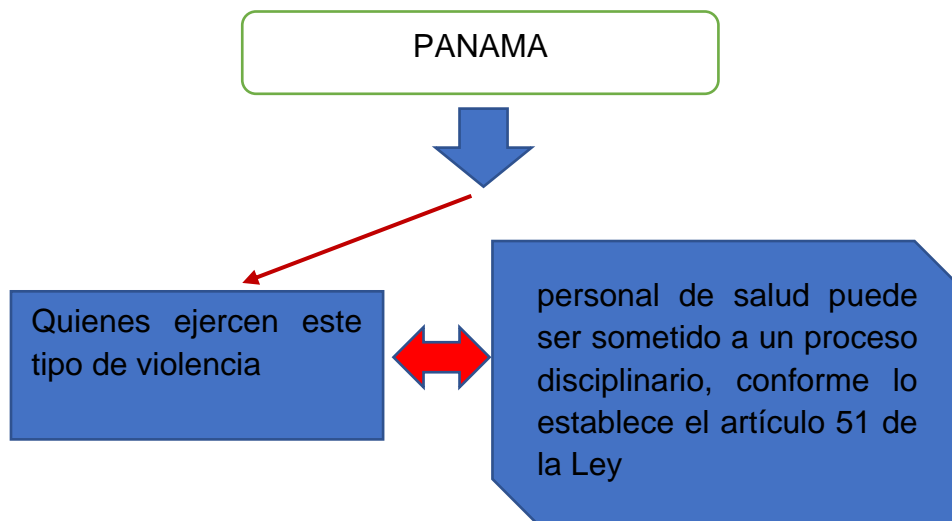 PANAMA
Quienes ejercen este
tipo de violencia
personal de salud puede
ser sometido a un proceso
disciplinario, conforme lo
establece el artículo 51 de
la Ley